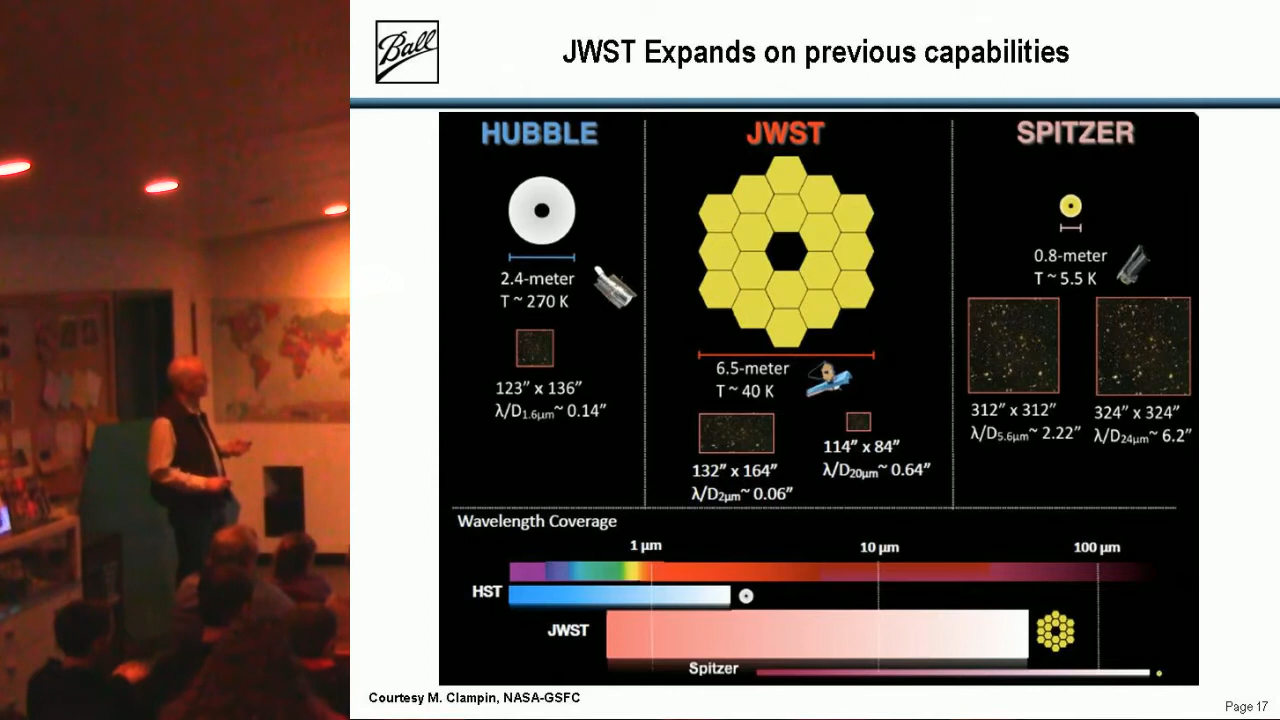 Ball
JWST Expands on previous capabilities
HUBBLE
JWST
SPITZER
2.4-meter
T ~ 270 K
123” x 136”
λ/D1.6μm~ 0.14”
6.5-meter
T ~ 40 K
132” x 164”
λ/D2μm~ 0.06”
114” x 84”
λ/D20μm~ 0.64”
0.8-meter
T ~ 5.5 K
312” x 312”
λ/D5.6μm~ 2.22”
324” x 324”
λ/D24μm~ 6.2”
Wavelength Coverage
1 μm
10 μm
100 μm
HST
JWST
Spitzer
Courtesy M. Clampin, NASA-GSFC
Page 17